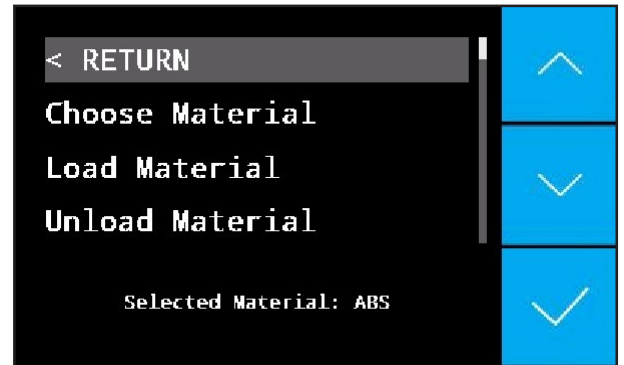 < RETURN
Choose Material
Load Material
Unload Material
Selected Material: ABS